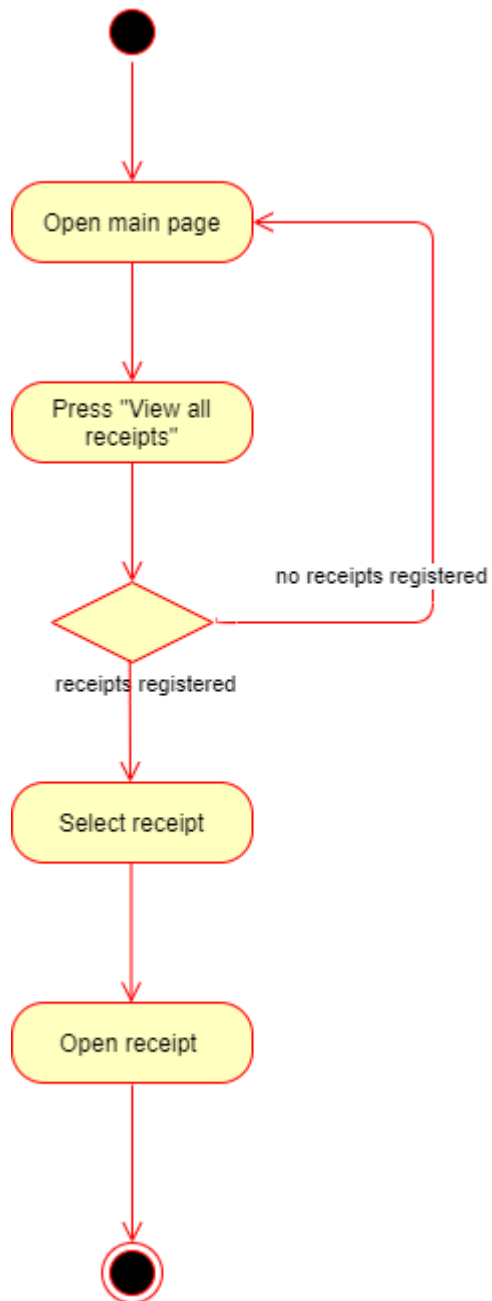 Open main page
Press "View all
receipts"
no receipts registered
receipts registered
Select receipt
Open receipt